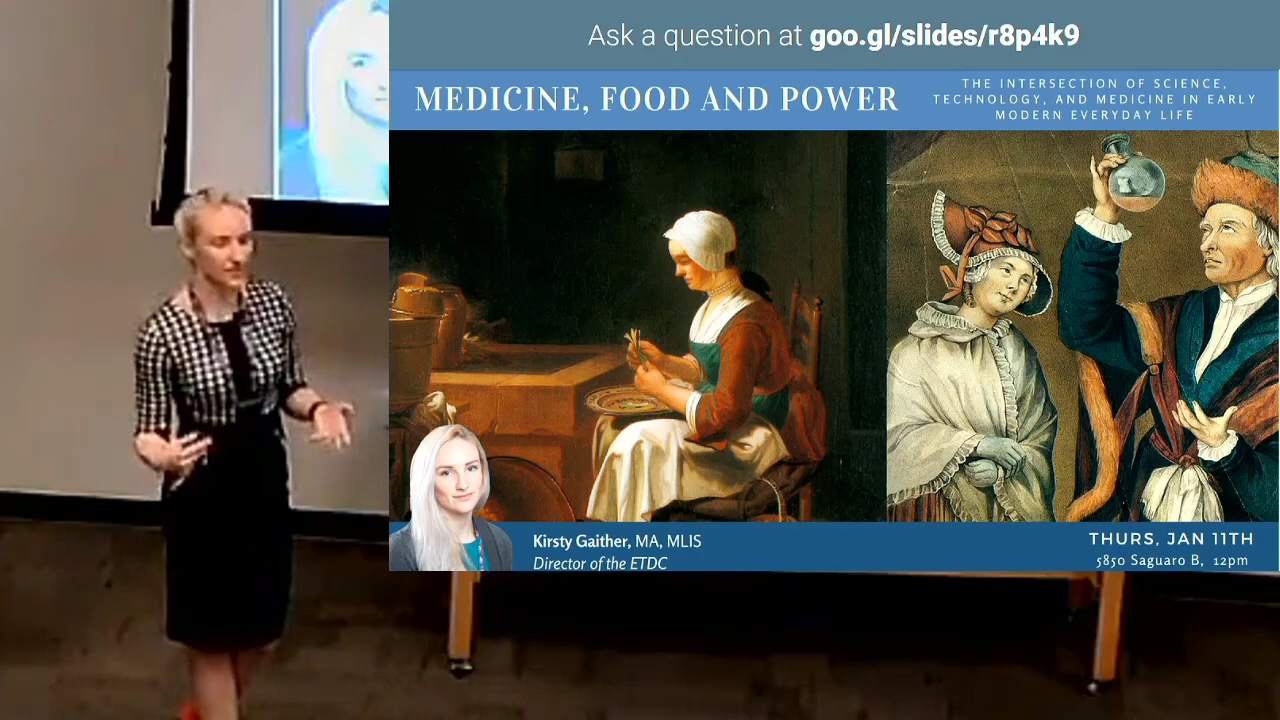 Ask a question at goo.gl/slides/r8p4k9
MEDICINE, FOOD AND POWER
THE INTERSECTION OF SCIENCE,
TECHNOLOGY, AND MEDICINE IN EARLY
MODERN EVERYDAY LIFE
Kirsty Gaither, MA, MLIS
Director of the ETDC
THURS, JAN 11TH
5850 Saguaro B, 12pm